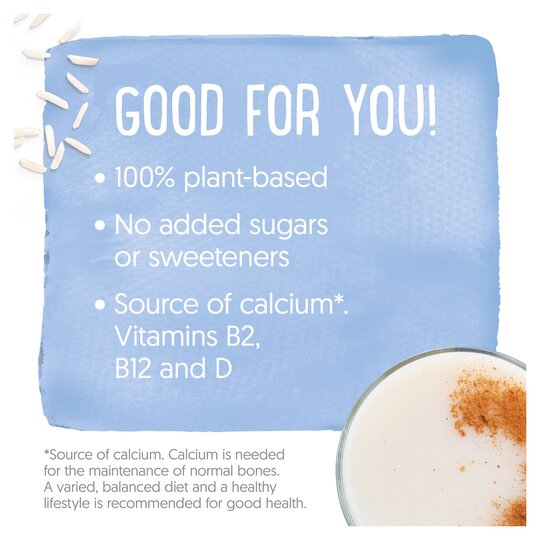 GOOD FOR YOU!
• 100% plant-based
• No added sugars
or sweeteners
• Source of calcium*.
Vitamins B2,
B12 and D
*Source of calcium. Calcium is needed
for the maintenance of normal bones.
A varied, balanced diet and a healthy
lifestyle is recommended for good health.